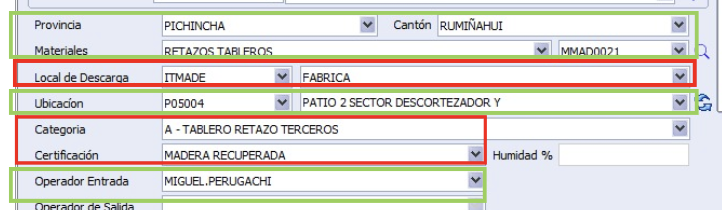 Provincia PICHINCHA Cantón RUMIÑAHUI
Materiales RETAZOS TABLEROS MMAD0021
Local de Descarga ITMADE FABRICA
Ubicacíon P05004 PATIO 2 SECTOR DESCORTEZADOR Y
Categoria A - TABLERO RETAZO TERCEROS
Certificación MADERA RECUPERADA Humidad %
Operador Entrada MIGUEL.PERUGACHI
Operador de Salida